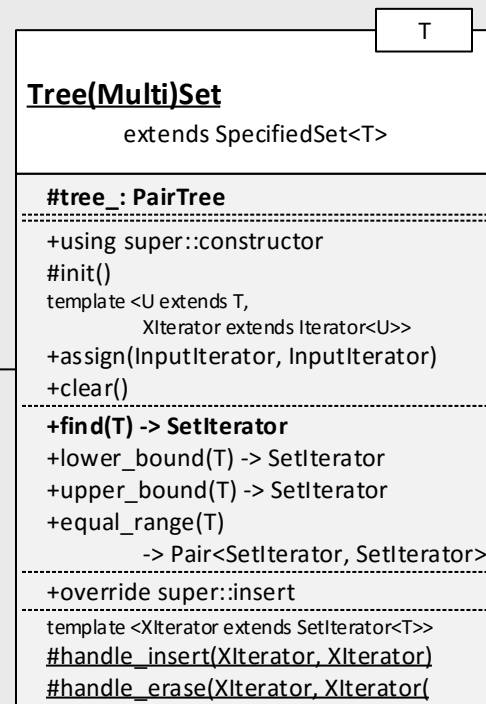 T
Tree(Multi)Set
extends SpecifiedSet<T>
#tree_: PairTree
+using super::constructor
#init()
template <U extends T,
XIterator extends Iterator<U>>
+assign(InputIterator, InputIterator)
+clear()
+find(T) -> SetIterator
+lower_bound(T) -> SetIterator
+upper_bound(T) -> SetIterator
+equal_range(T)
-> Pair<SetIterator, SetIterator>
+override super::insert
template <XIterator extends SetIterator<T>>
#handle_insert(XIterator, XIterator)
#handle_erase(XIterator, XIterator(